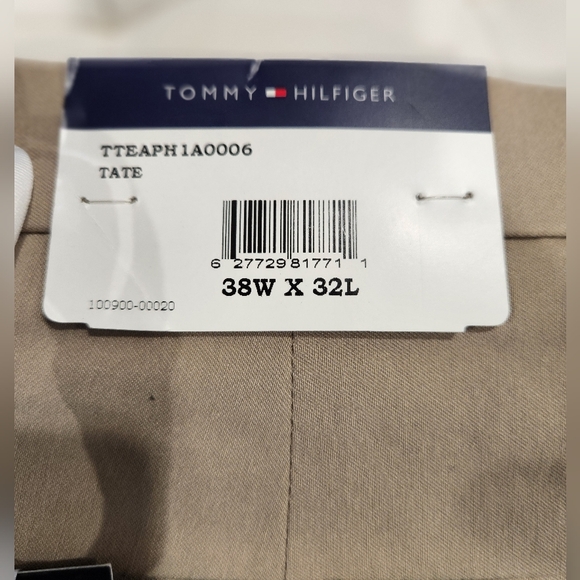 TOMMY HILFIGER
TTEAPH1A0006
TATE
6 27729 81771 1
38W X 32L
100900-00020